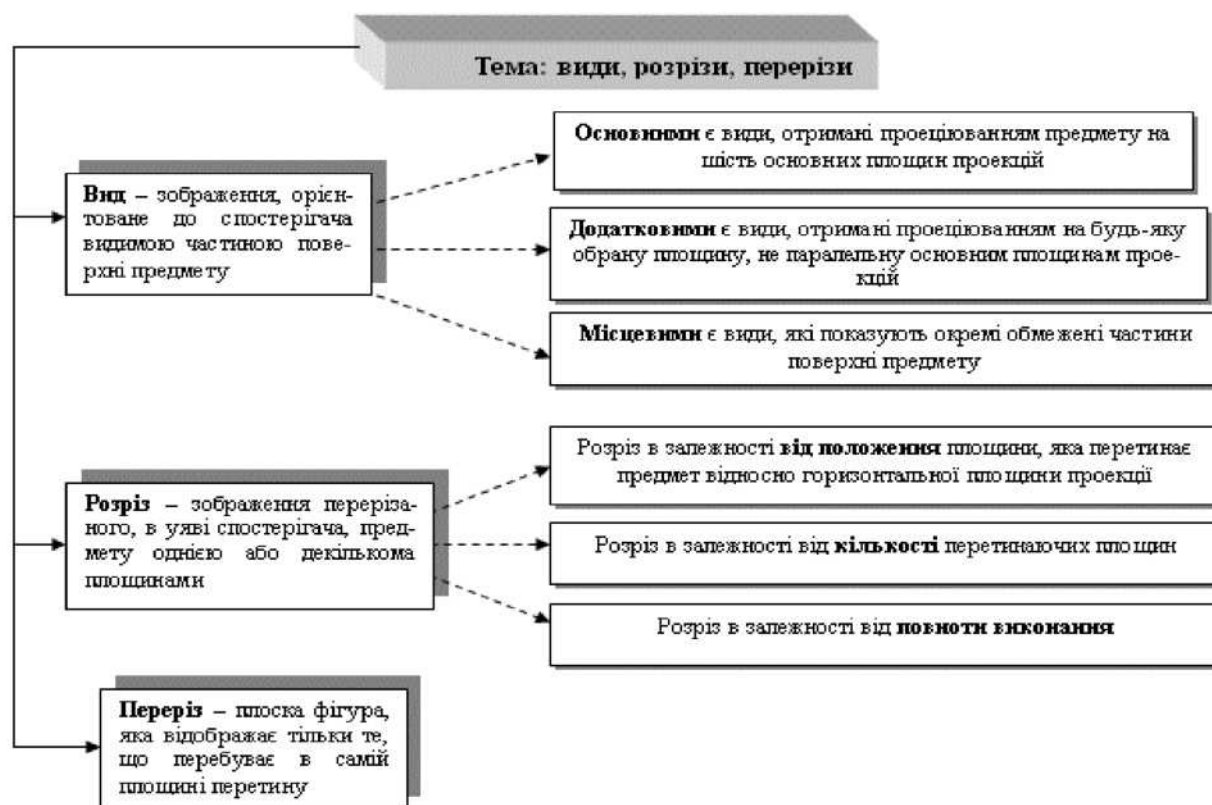 Тема: види, розрізи, перерізи
Вид – зображення, орієн-
товане до спостерігача
видимою частиною пове-
рхні предмету
Основними є види, отримані проеціюванням предмету на
шість основних площин проекцій
Додатковими є види, отримані проеціюванням на будь-яку
обрану площину, не паралельну основним площинам прое-
кцій
Місцевими є види, які показують окремі обмежені частини
поверхні предмету
Розріз – зображення переріза-
ного, в уяві спостерігача, пред-
мету однією або декількома
площинами
Розріз в залежності від положення площини, яка перетинає
предмет відносно горизонтальної площини проекції
Розріз в залежності від кількості перетинаючих площин
Розріз в залежності від повноти виконання
Переріз – плоска фігура,
яка відображає тільки те,
що перебуває в самій
площині перетину